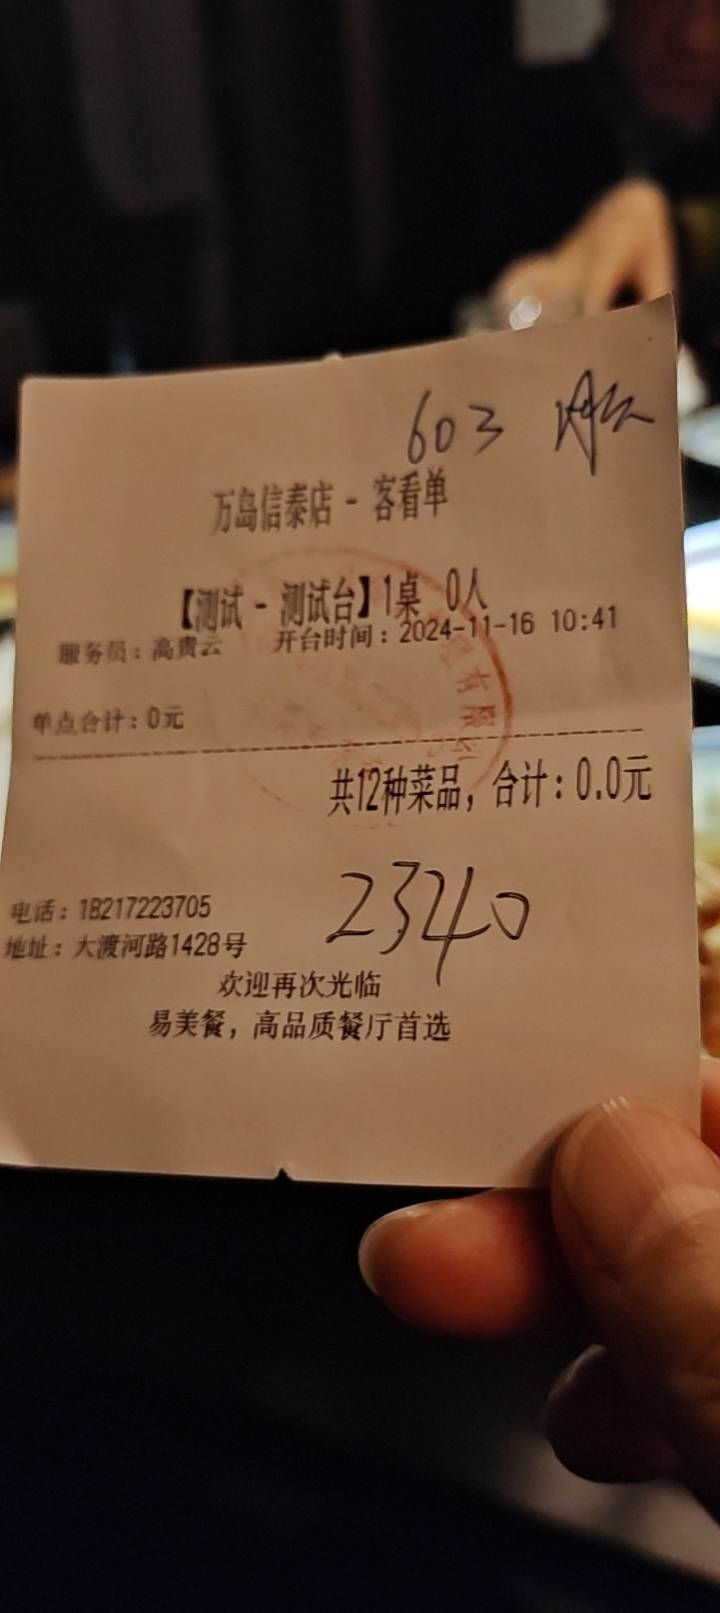 603
万岛信泰店 - 客看单
【测试 - 测试台】1桌 0人
服务员：高贵云 开台时间：2024-11-16 10:41
单点合计：0元
共12种菜品，合计：0.0元
2340
电话：18217223705
地址：大渡河路1428号
欢迎再次光临
易美餐，高品质餐厅首选